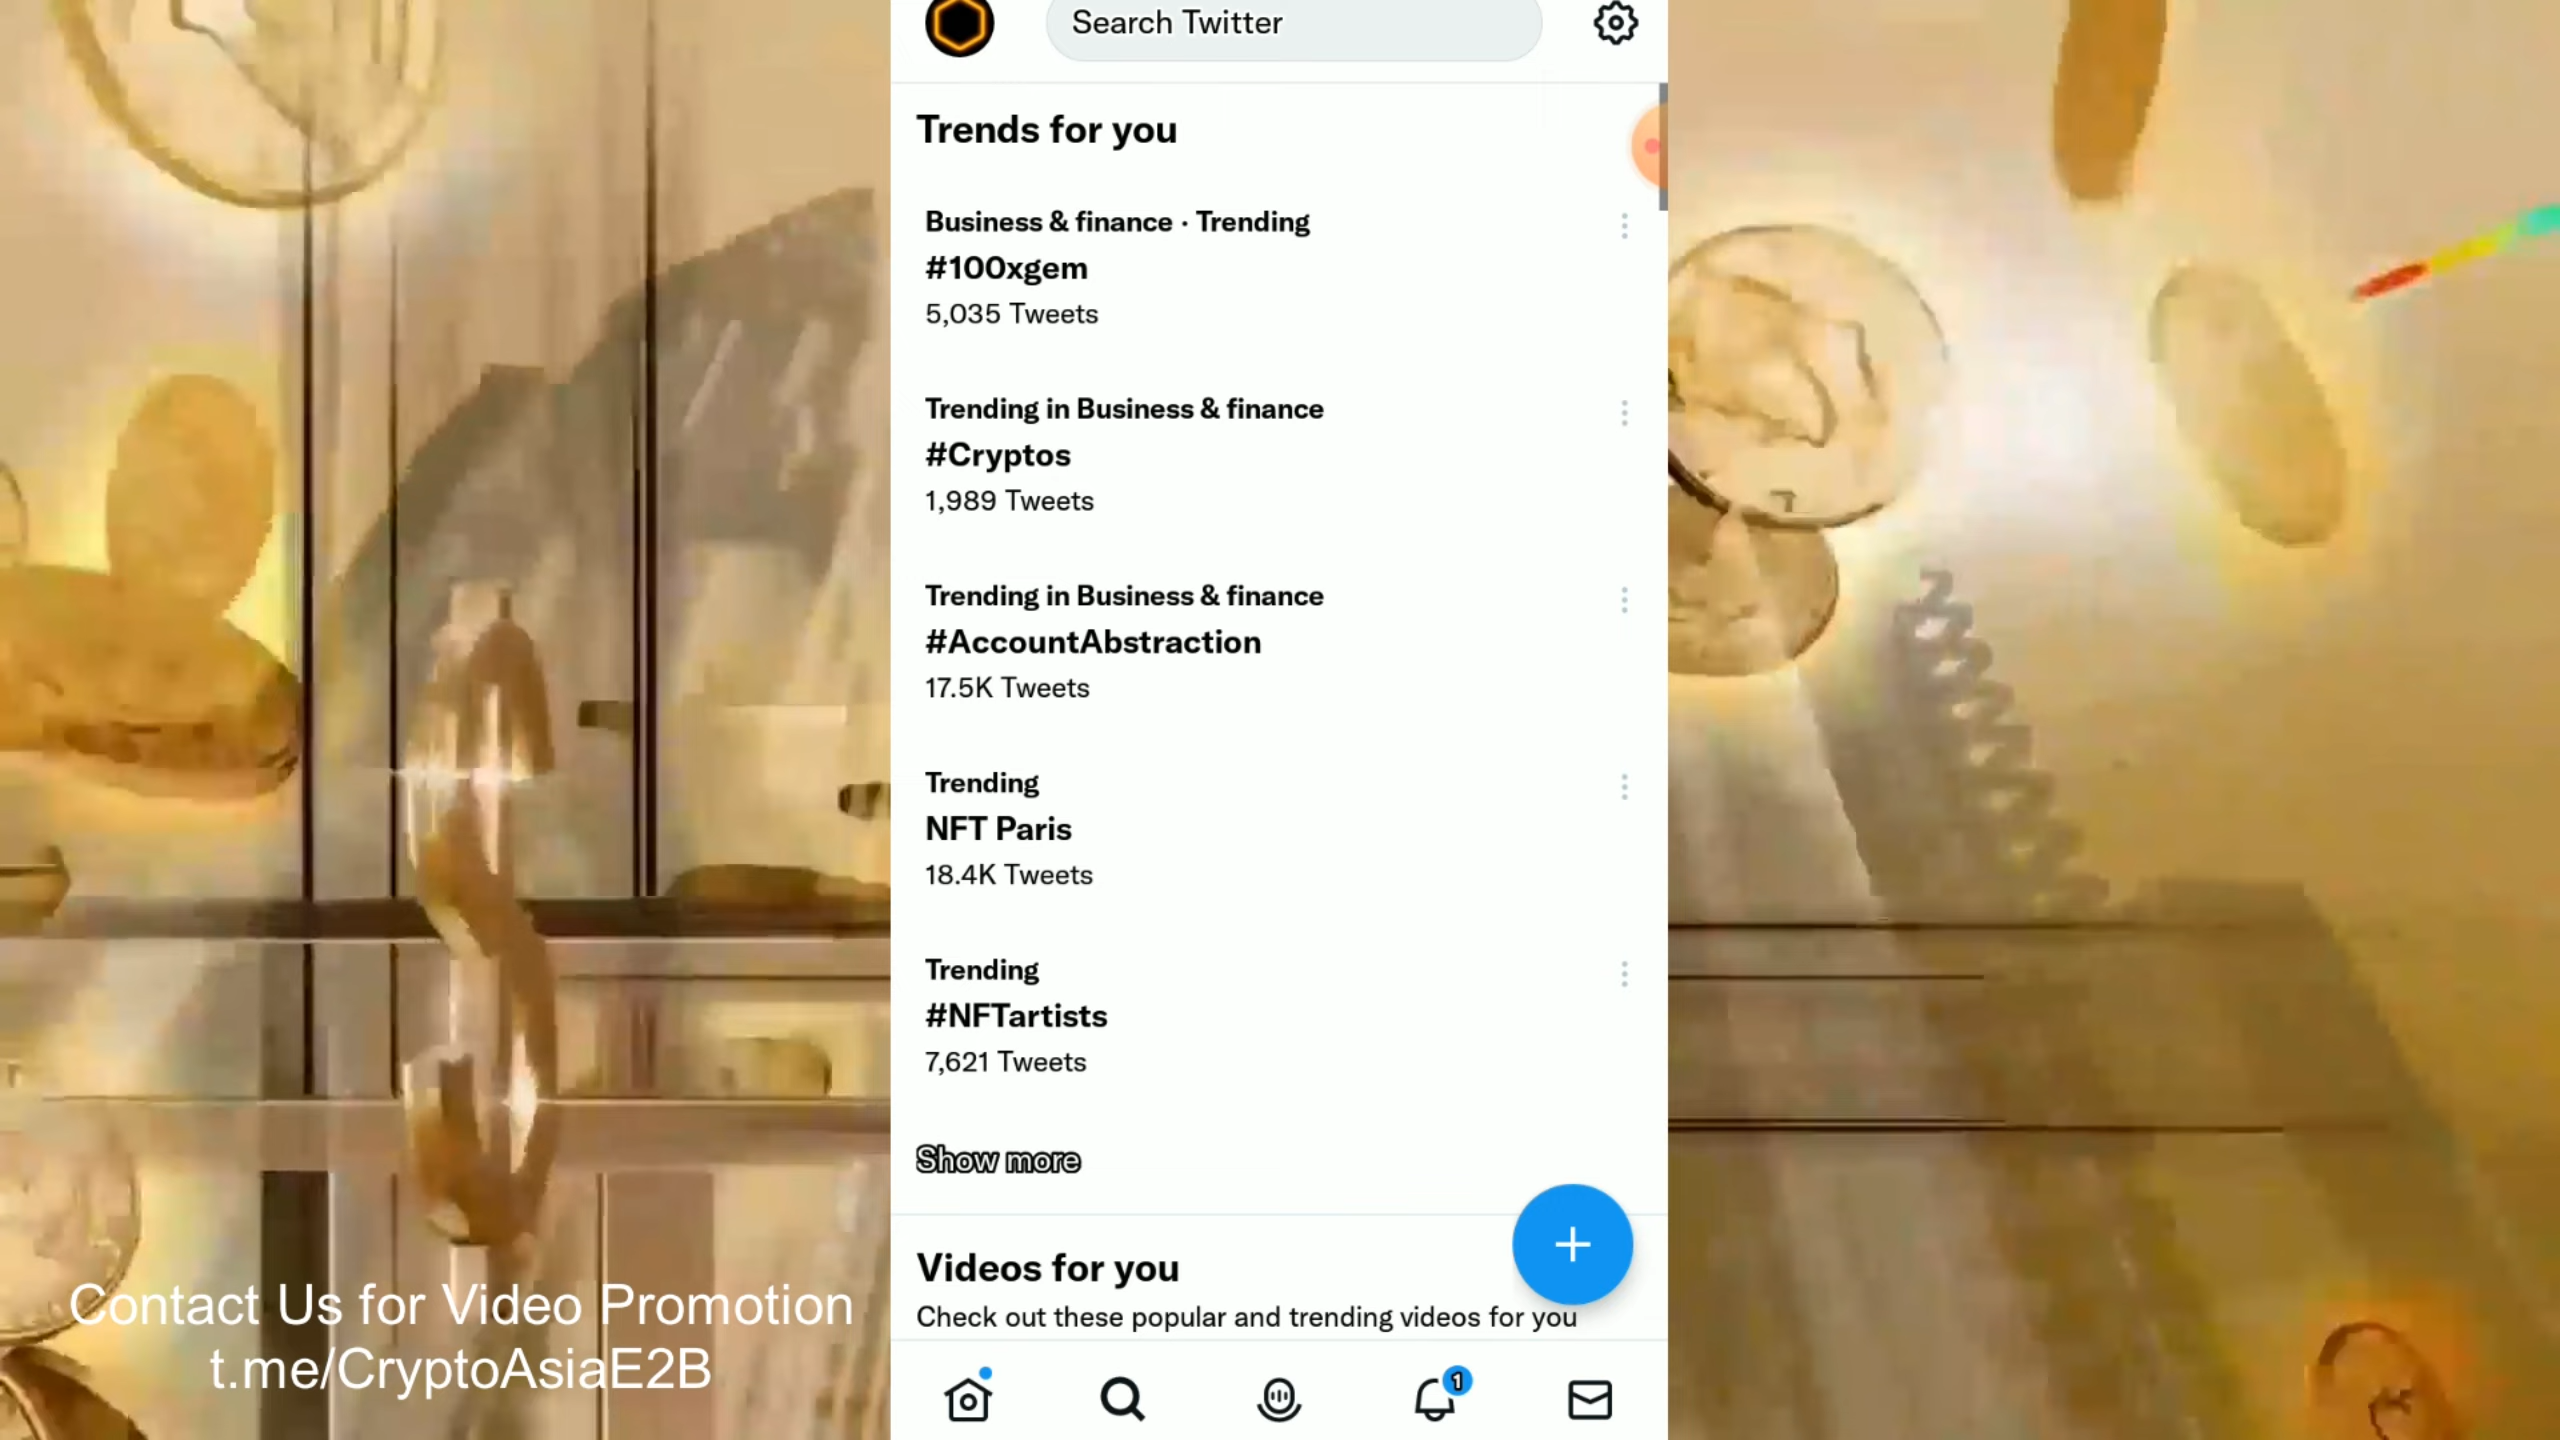 Search Twitter
Trends for you
Business & finance · Trending
#100xgem
5,035 Tweets
Trending in Business & finance
#Cryptos
1,989 Tweets
Trending in Business & finance
#AccountAbstraction
17.5K Tweets
Trending
NFT Paris
18.4K Tweets
Trending
#NFTartists
7,621 Tweets
Show more
Videos for you
Check out these popular and trending videos for you
1
Contact Us for Video Promotion
t.me/CryptoAsiaE2B